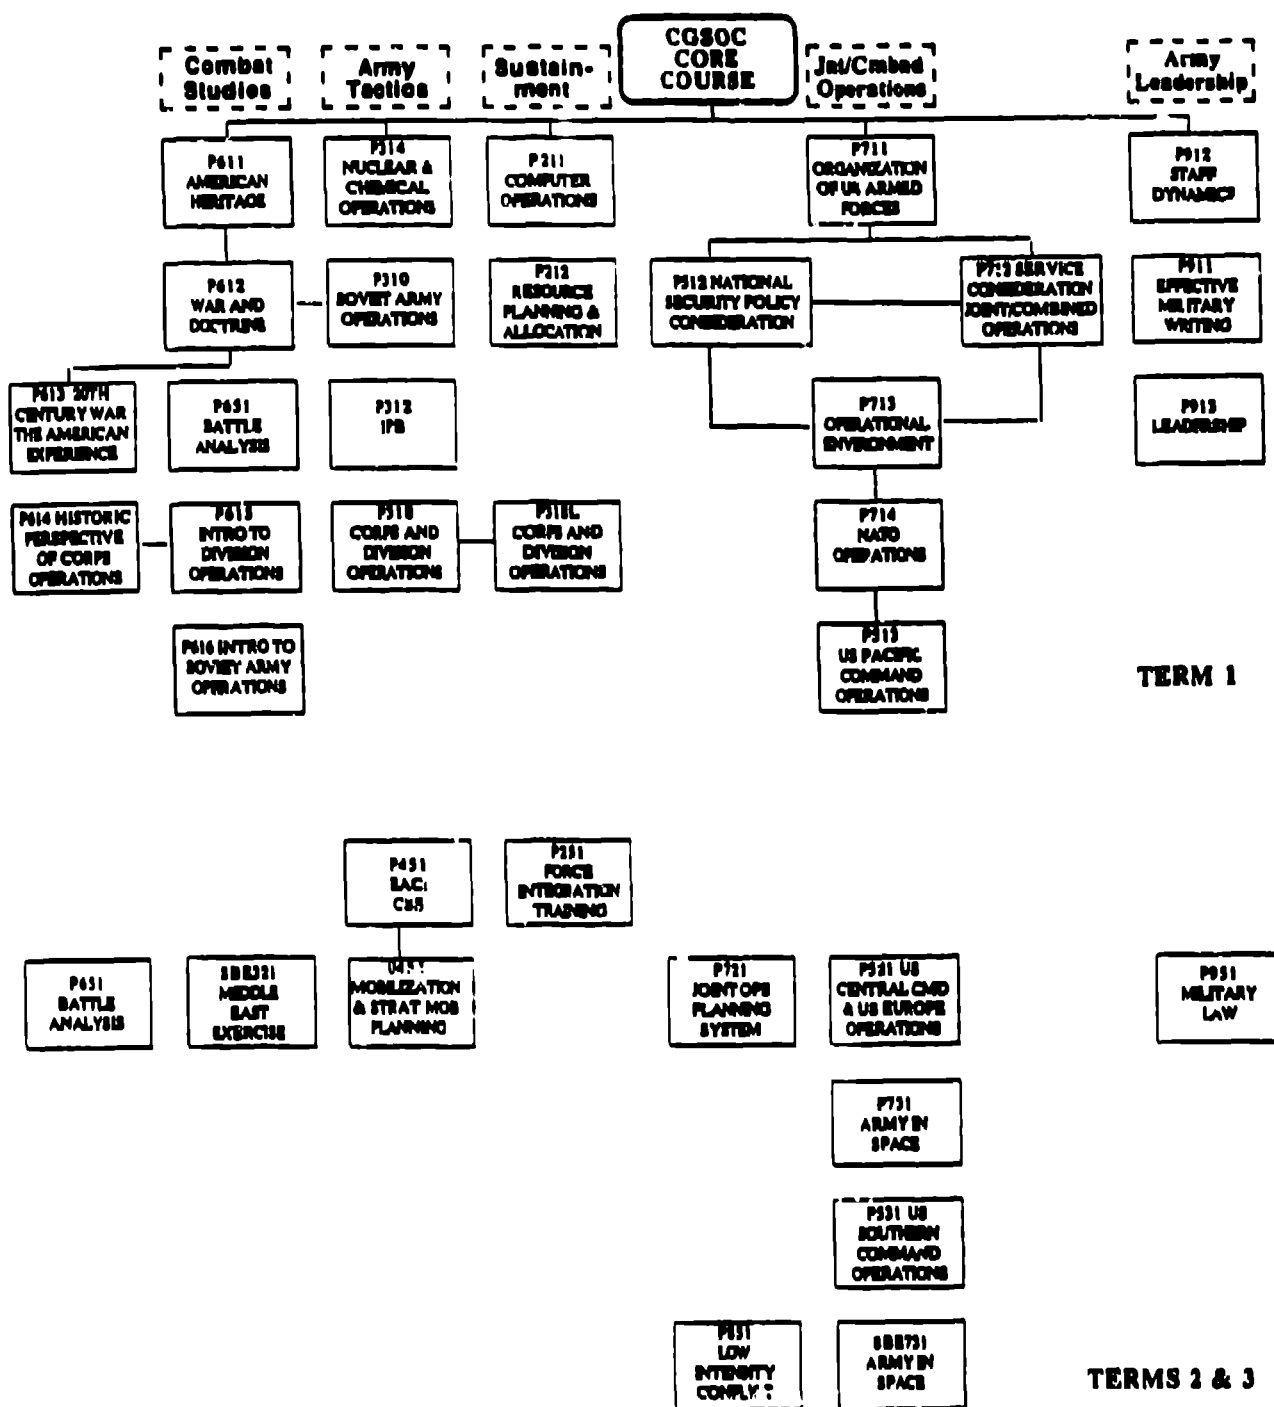 CGSOC
CORE
COURSE
Combat
Studies
Army
Tactics
Sustain-
ment
Jnt/Cmbnd
Operations
Army
Leadership
P611
AMERICAN
HERITAGE
P314
NUCLEAR &
CHEMICAL
OPERATIONS
P211
COMPUTER
OPERATIONS
P711
ORGANIZATION
OF US ARMED
FORCES
P912
STAFF
DYNAMICS
P612
WAR AND
DOCTRINE
P310
SOVIET ARMY
OPERATIONS
P212
RESOURCE
PLANNING &
ALLOCATION
P512 NATIONAL
SECURITY POLICY
CONSIDERATION
P712 SERVICE
CONSIDERATION
JOINT/COMBINED
OPERATIONS
P911
EFFECTIVE
MILITARY
WRITING
P613 20TH
CENTURY WAR
THE AMERICAN
EXPERIENCE
P651
BATTLE
ANALYSIS
P312
IPB
P713
OPERATIONAL
ENVIRONMENT
P913
LEADERSHIP
P614 HISTORIC
PERSPECTIVE
OF CORPS
OPERATIONS
INTRO TO
DIVISION
OPERATIONS
CORPS AND
DIVISION
OPERATIONS
CORPS AND
DIVISION
OPERATIONS
P714
NATO
OPERATIONS
P616 INTRO TO
SOVIET ARMY
OPERATIONS
P513
US PACIFIC
COMMAND
OPERATIONS
TERM 1
P451
P251
FORCE
INTEGRATION
TRAINING
P651
BATTLE
ANALYSIS
SBE321
MIDDLE
EAST
EXERCISE
MOBILIZATION
& STRAT MOB
PLANNING
P721
JOINT OPS
PLANNING
SYSTEM
US
CENTRAL CMD
& US EUROPE
OPERATIONS
P951
MILITARY
LAW
P731
ARMY IN
SPACE
P531 US
SOUTHERN
COMMAND
OPERATIONS
P851
LOW
INTENSITY
SBE731
ARMY IN
SPACE
TERMS 2 & 3